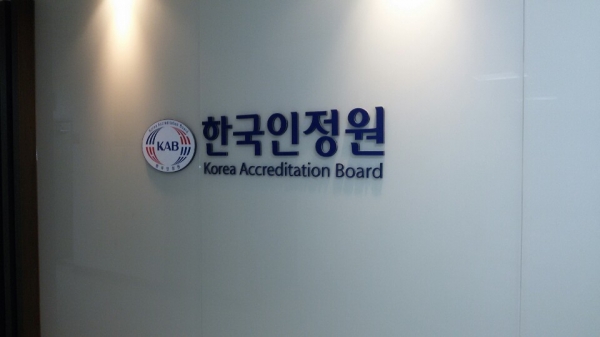 KAB
한국인정원
Korea Accreditation Board